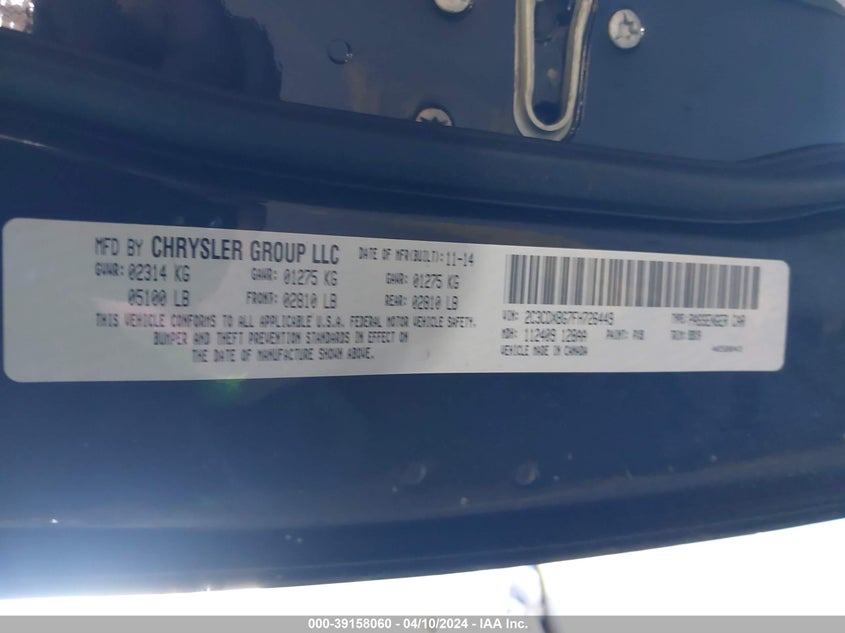 MFD BY CHRYSLER GROUP LLC DATE OF MFR(BUILT): 11-14
GVWR: 02314 KG GAWR: 01275 KG GAWR: 01275 KG
05100 LB FRONT: 02810 LB REAR: 02810 LB
THIS VEHICLE CONFORMS TO ALL APPLICABLE U.S.A. FEDERAL MOTOR VEHICLE SAFETY,
BUMPER AND THEFT PREVENTION STANDARDS IN EFFECT ON
THE DATE OF MANUFACTURE SHOWN ABOVE.
VIN: 2C3CDXBG7FH726449 TYPE: PASSENGER CAR
MDH: 112409 129AA PAINT: TRIM:
VEHICLE MADE IN CANADA
000-39158060 - 04/10/2024 - IAA Inc.